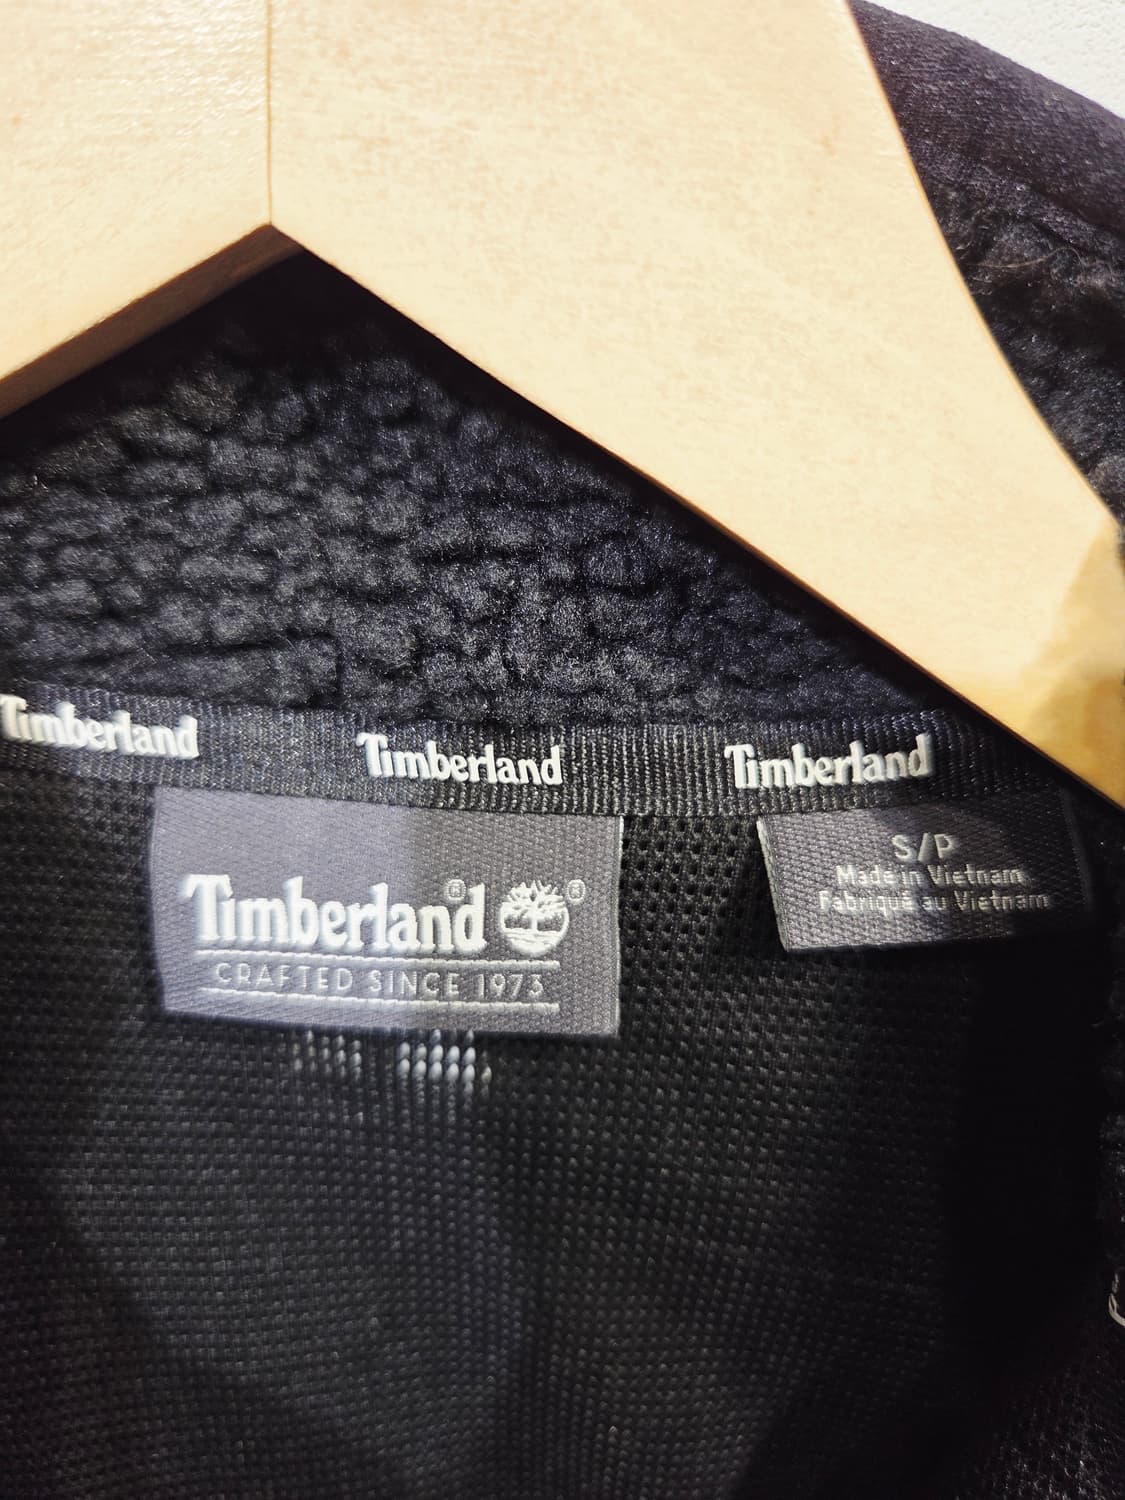 Timberland Timberland Timberland
Timberland® ®
CRAFTED SINCE 1973
S/P
Made in Vietnam
Fabriqué au Vietnam